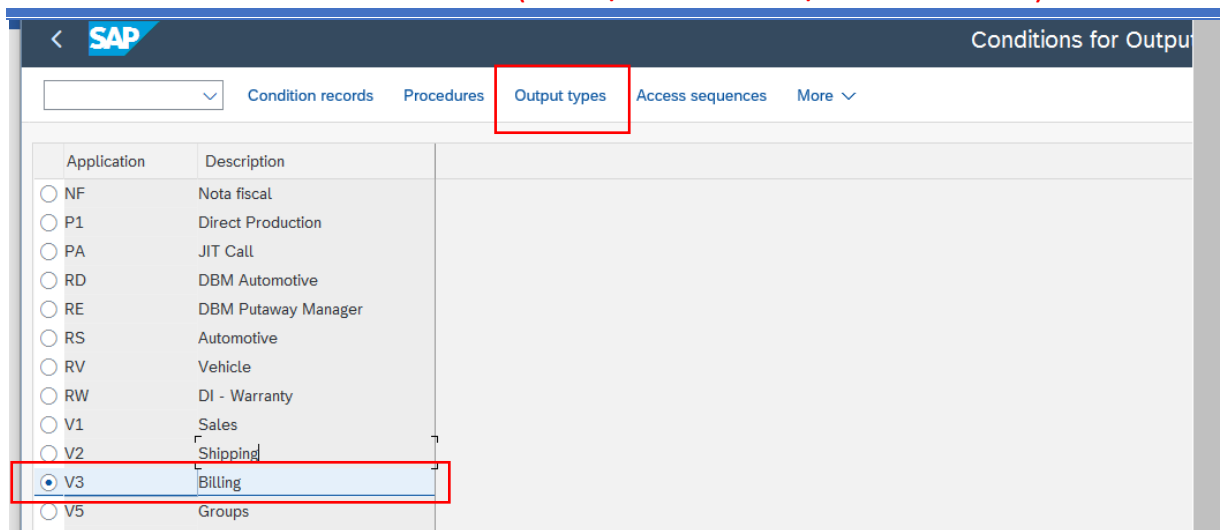 SAP
Conditions for Outpu
Condition records Procedures Output types Access sequences More
Application Description
NF Nota fiscal
P1 Direct Production
PA JIT Call
RD DBM Automotive
RE DBM Putaway Manager
RS Automotive
RV Vehicle
RW DI - Warranty
V1 Sales
V2 Shipping
V3 Billing
V5 Groups